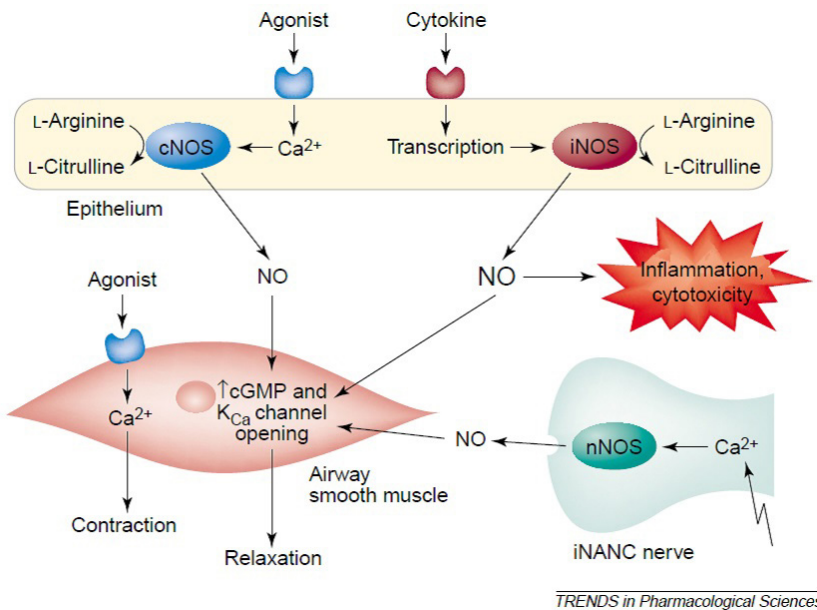 Agonist
Cytokine
L-Arginine
cNOS
Ca2+
L-Citrulline
Transcription
iNOS
L-Arginine
L-Citrulline
Epithelium
NO
NO
Inflammation,
cytotoxicity
Agonist
Ca2+
↑cGMP and
KCa channel
opening
NO
nNOS
Ca2+
Airway
smooth muscle
Contraction
Relaxation
iNANC nerve
TRENDS in Pharmacological Sciences